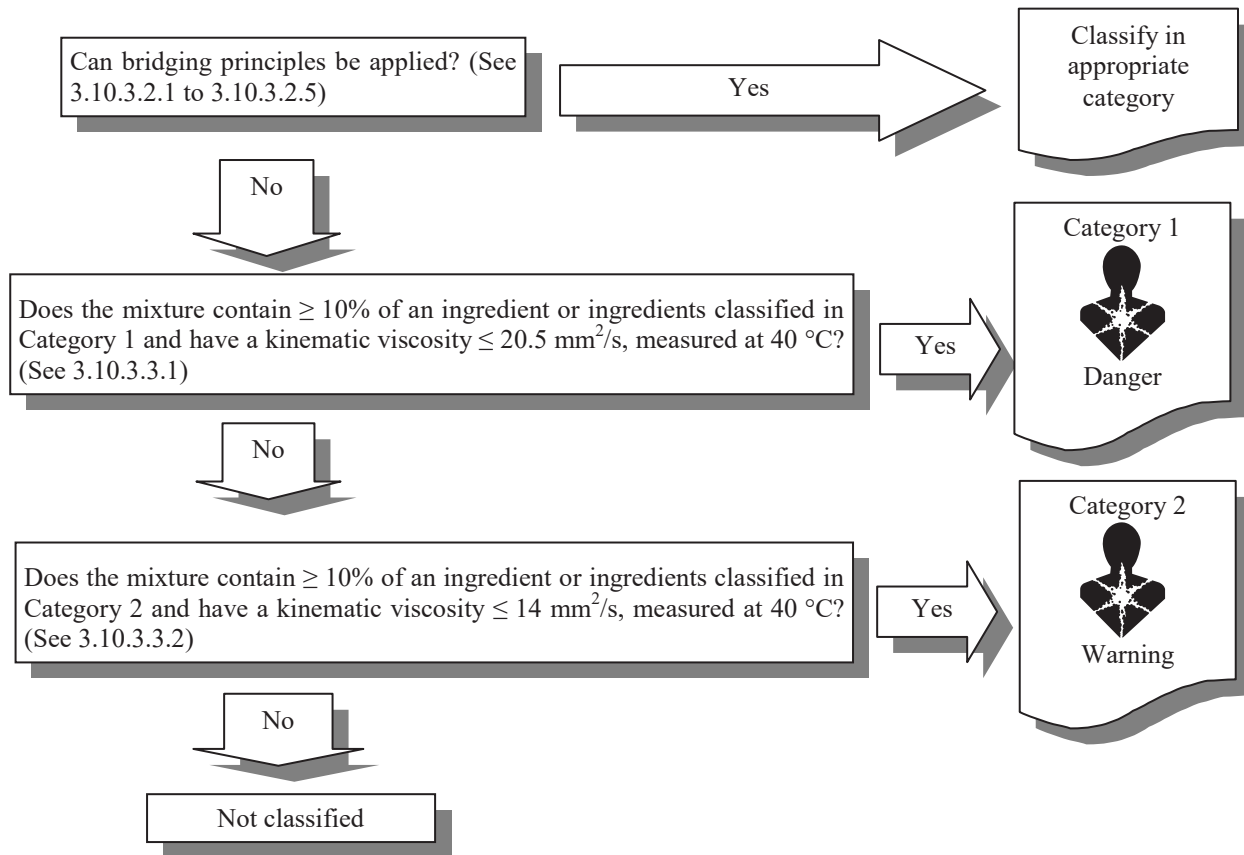 Can bridging principles be applied? (See
3.10.3.2.1 to 3.10.3.2.5)
Yes
Classify in
appropriate
category
No
Does the mixture contain ≥ 10% of an ingredient or ingredients classified in
Category 1 and have a kinematic viscosity ≤ 20.5 mm²/s, measured at 40 °C?
(See 3.10.3.3.1)
Yes
Category 1
Danger
No
Does the mixture contain ≥ 10% of an ingredient or ingredients classified in
Category 2 and have a kinematic viscosity ≤ 14 mm²/s, measured at 40 °C?
(See 3.10.3.3.2)
Yes
Category 2
Warning
No
Not classified